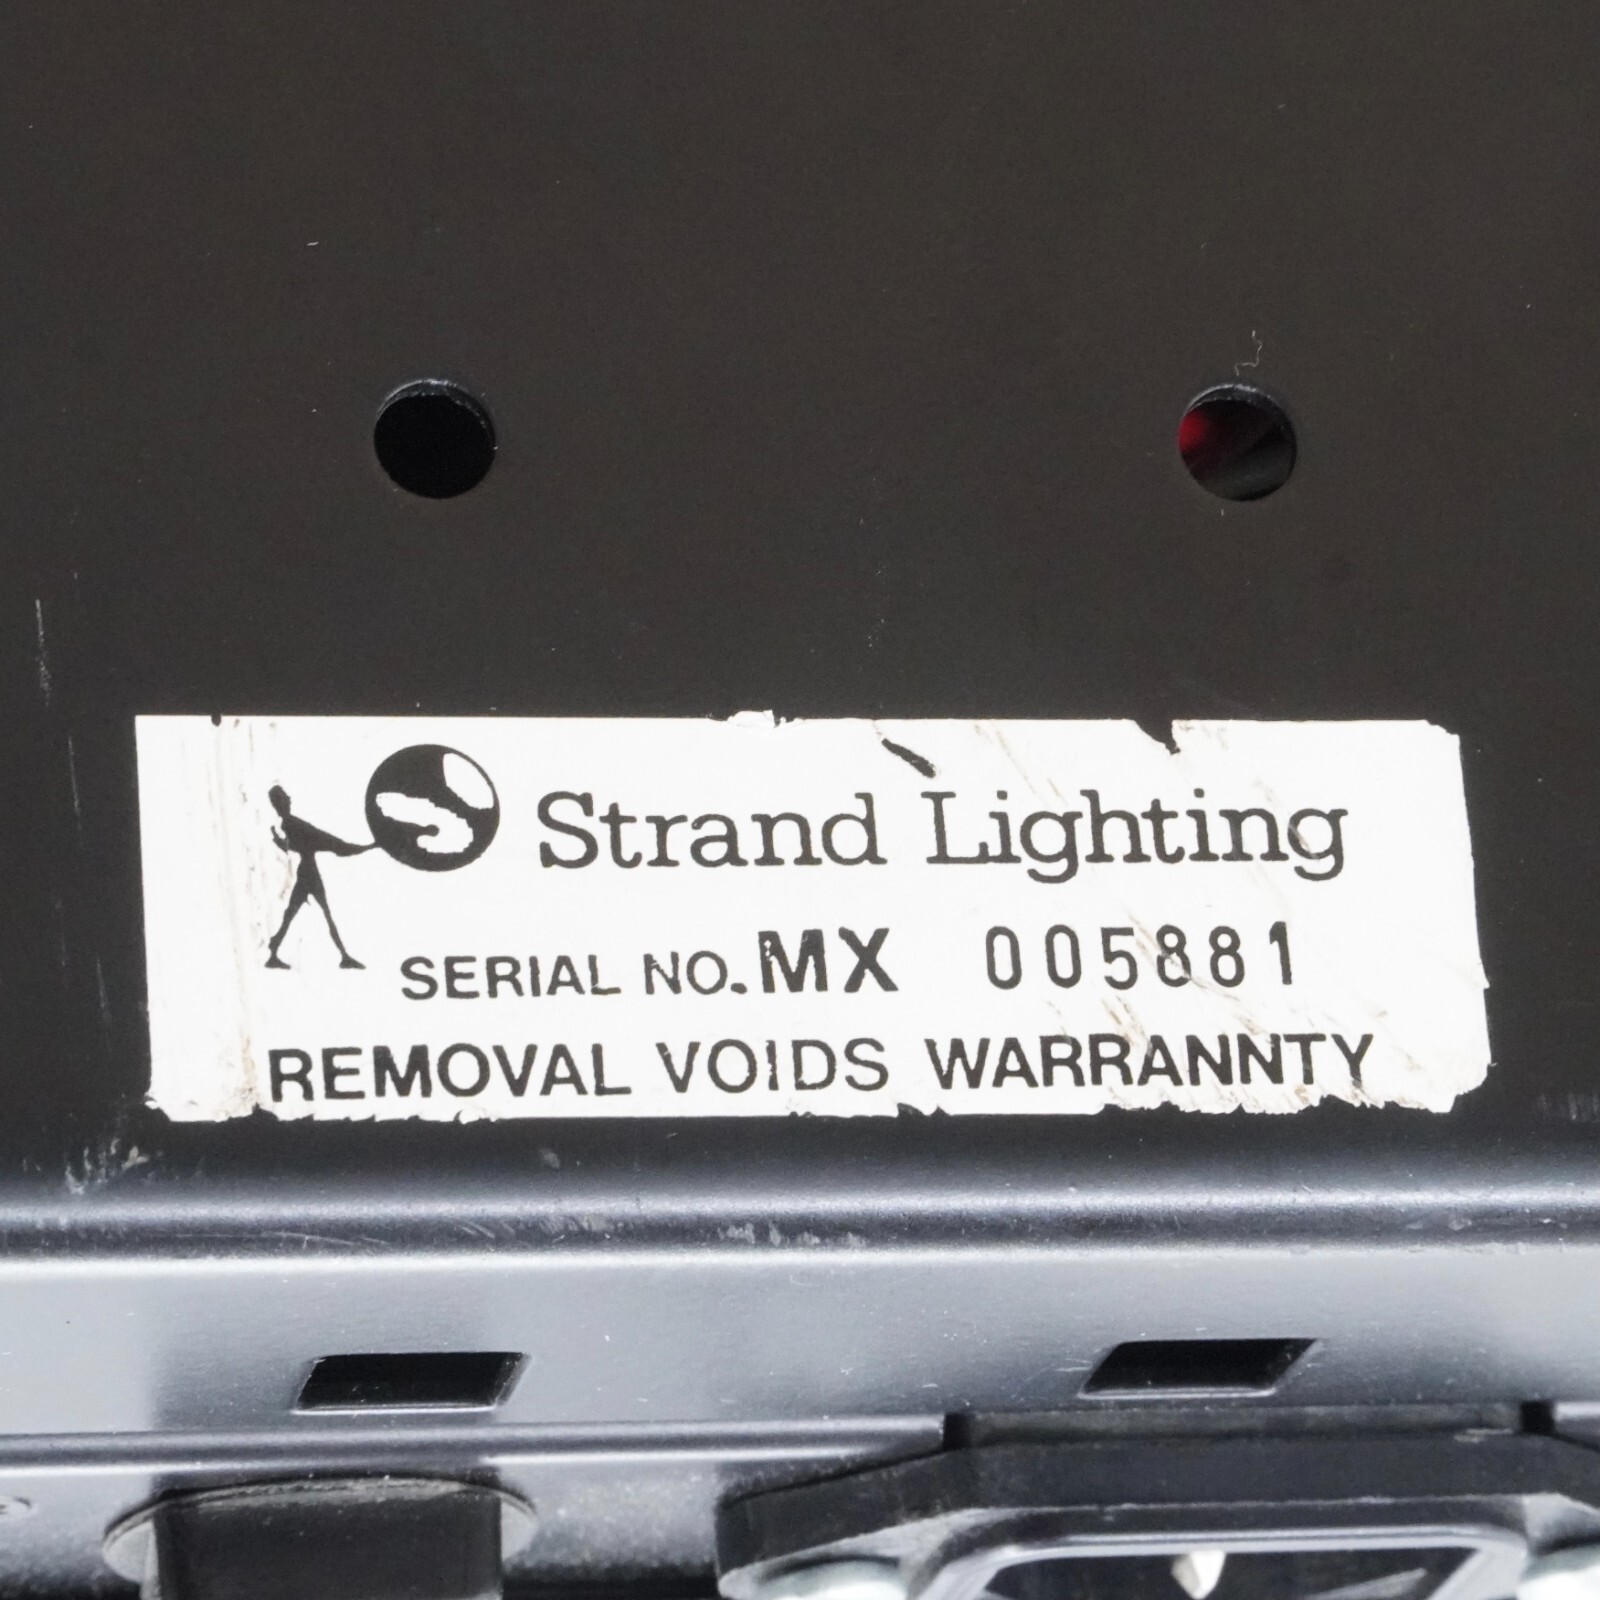 Strand Lighting
SERIAL NO. MX 005881
REMOVAL VOIDS WARRANNTY